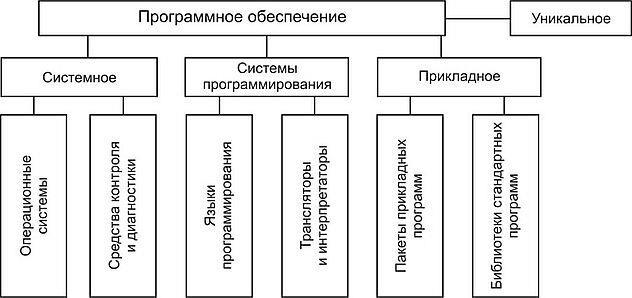 Программное обеспечение
Уникальное
Системное
Системы
программирования
Прикладное
Операционные
системы
Средства контроля
и диагностики
Языки
программирования
Трансляторы
и интерпретаторы
Пакеты прикладных
программ
Библиотеки стандартных
программ